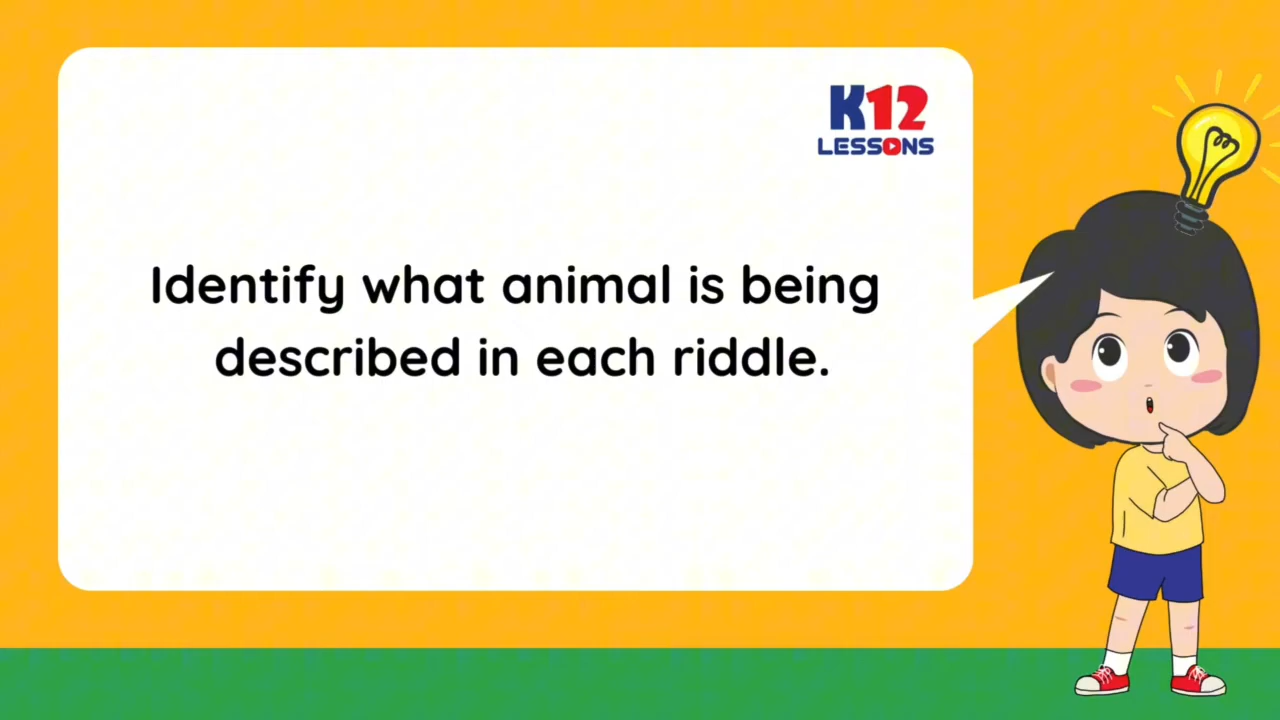 K12
LESSONS
Identify what animal is being
described in each riddle.